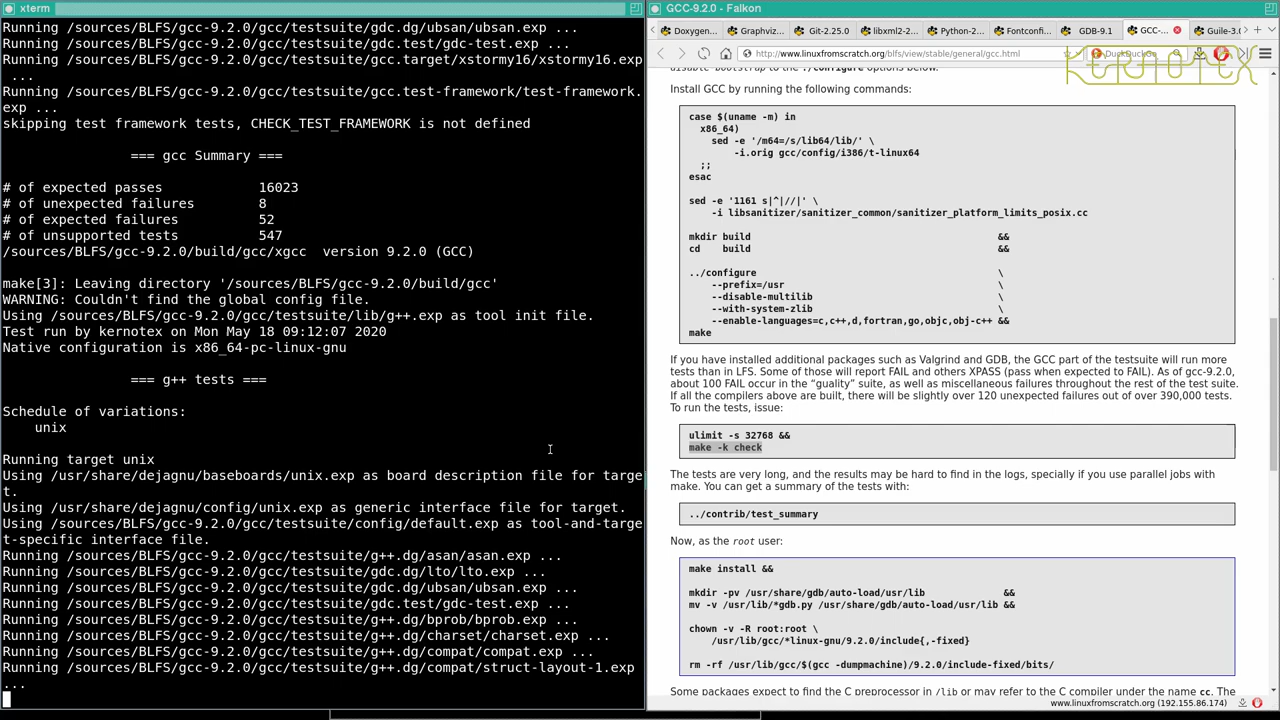 xterm
Running /sources/BLFS/gcc-9.2.0/gcc/testsuite/gcc.dg/ubsan/ubsan.exp ...
Running /sources/BLFS/gcc-9.2.0/gcc/testsuite/gdc.test/gdc-test.exp ...
Running /sources/BLFS/gcc-9.2.0/gcc/testsuite/gcc.target/xstormy16/xstormy16.exp
...
Running /sources/BLFS/gcc-9.2.0/gcc/testsuite/gcc.test-framework/test-framework.
exp ...
skipping test framework tests, CHECK_TEST_FRAMEWORK is not defined
=== gcc Summary ===
# of expected passes 16023
# of unexpected failures 8
# of expected failures 52
# of unsupported tests 547
/sources/BLFS/gcc-9.2.0/build/gcc/xgcc version 9.2.0 (GCC)
make[3]: Leaving directory '/sources/BLFS/gcc-9.2.0/build/gcc'
WARNING: Couldn't find the global config file.
Using /sources/BLFS/gcc-9.2.0/gcc/testsuite/lib/g++.exp as tool init file.
Test run by kernotex on Mon May 18 09:12:07 2020
Native configuration is x86_64-pc-linux-gnu
=== g++ tests ===
Schedule of variations:
unix
Running target unix
Using /usr/share/dejagnu/baseboards/unix.exp as board description file for targe
t.
Using /usr/share/dejagnu/config/unix.exp as generic interface file for target.
Using /sources/BLFS/gcc-9.2.0/gcc/testsuite/config/default.exp as tool-and-targe
t-specific interface file.
Running /sources/BLFS/gcc-9.2.0/gcc/testsuite/g++.dg/asan/asan.exp ...
Running /sources/BLFS/gcc-9.2.0/gcc/testsuite/gdc.dg/lto/lto.exp ...
Running /sources/BLFS/gcc-9.2.0/gcc/testsuite/gdc.dg/ubsan/ubsan.exp ...
Running /sources/BLFS/gcc-9.2.0/gcc/testsuite/gdc.test/gdc-test.exp ...
Running /sources/BLFS/gcc-9.2.0/gcc/testsuite/g++.dg/bprob/bprob.exp ...
Running /sources/BLFS/gcc-9.2.0/gcc/testsuite/g++.dg/charset/charset.exp ...
Running /sources/BLFS/gcc-9.2.0/gcc/testsuite/g++.dg/compat/compat.exp ...
Running /sources/BLFS/gcc-9.2.0/gcc/testsuite/g++.dg/compat/struct-layout-1.exp
...
GCC-9.2.0 - Falkon
Doxygen... Graphviz... Git-2.25.0 libxml2-2... Python-2... Fontconfi... GDB-9.1 GCC-... Guile-3.0
http://www.linuxfromscratch.org/blfs/view/stable/general/gcc.html DuckDuckGo
KERNOTEX
disable-bootstrap to the ./configure options below.
Install GCC by running the following commands:
case $(uname -m) in
x86_64)
sed -e '/m64=/s/lib64/lib/' \
-i.orig gcc/config/i386/t-linux64
;;
esac
sed -e '1161 s|^|//|' \
-i libsanitizer/sanitizer_common/sanitizer_platform_limits_posix.cc
mkdir build &&
cd build &&
../configure \
--prefix=/usr \
--disable-multilib \
--with-system-zlib \
--enable-languages=c,c++,d,fortran,go,objc,obj-c++ &&
make
If you have installed additional packages such as Valgrind and GDB, the GCC part of the testsuite will run more
tests than in LFS. Some of those will report FAIL and others XPASS (pass when expected to FAIL). As of gcc-9.2.0,
about 100 FAIL occur in the “guality” suite, as well as miscellaneous failures throughout the rest of the test suite.
If all the compilers above are built, there will be slightly over 120 unexpected failures out of over 390,000 tests.
To run the tests, issue:
ulimit -s 32768 &&
make -k check
The tests are very long, and the results may be hard to find in the logs, specially if you use parallel jobs with
make. You can get a summary of the tests with:
../contrib/test_summary
Now, as the root user:
make install &&
mkdir -pv /usr/share/gdb/auto-load/usr/lib &&
mv -v /usr/lib/*gdb.py /usr/share/gdb/auto-load/usr/lib &&
chown -v -R root:root \
/usr/lib/gcc/*linux-gnu/9.2.0/include{,-fixed}
rm -rf /usr/lib/gcc/$(gcc -dumpmachine)/9.2.0/include-fixed/bits/
Some packages expect to find the C preprocessor in /lib or may refer to the C compiler under the name cc. The
www.linuxfromscratch.org (192.155.86.174)